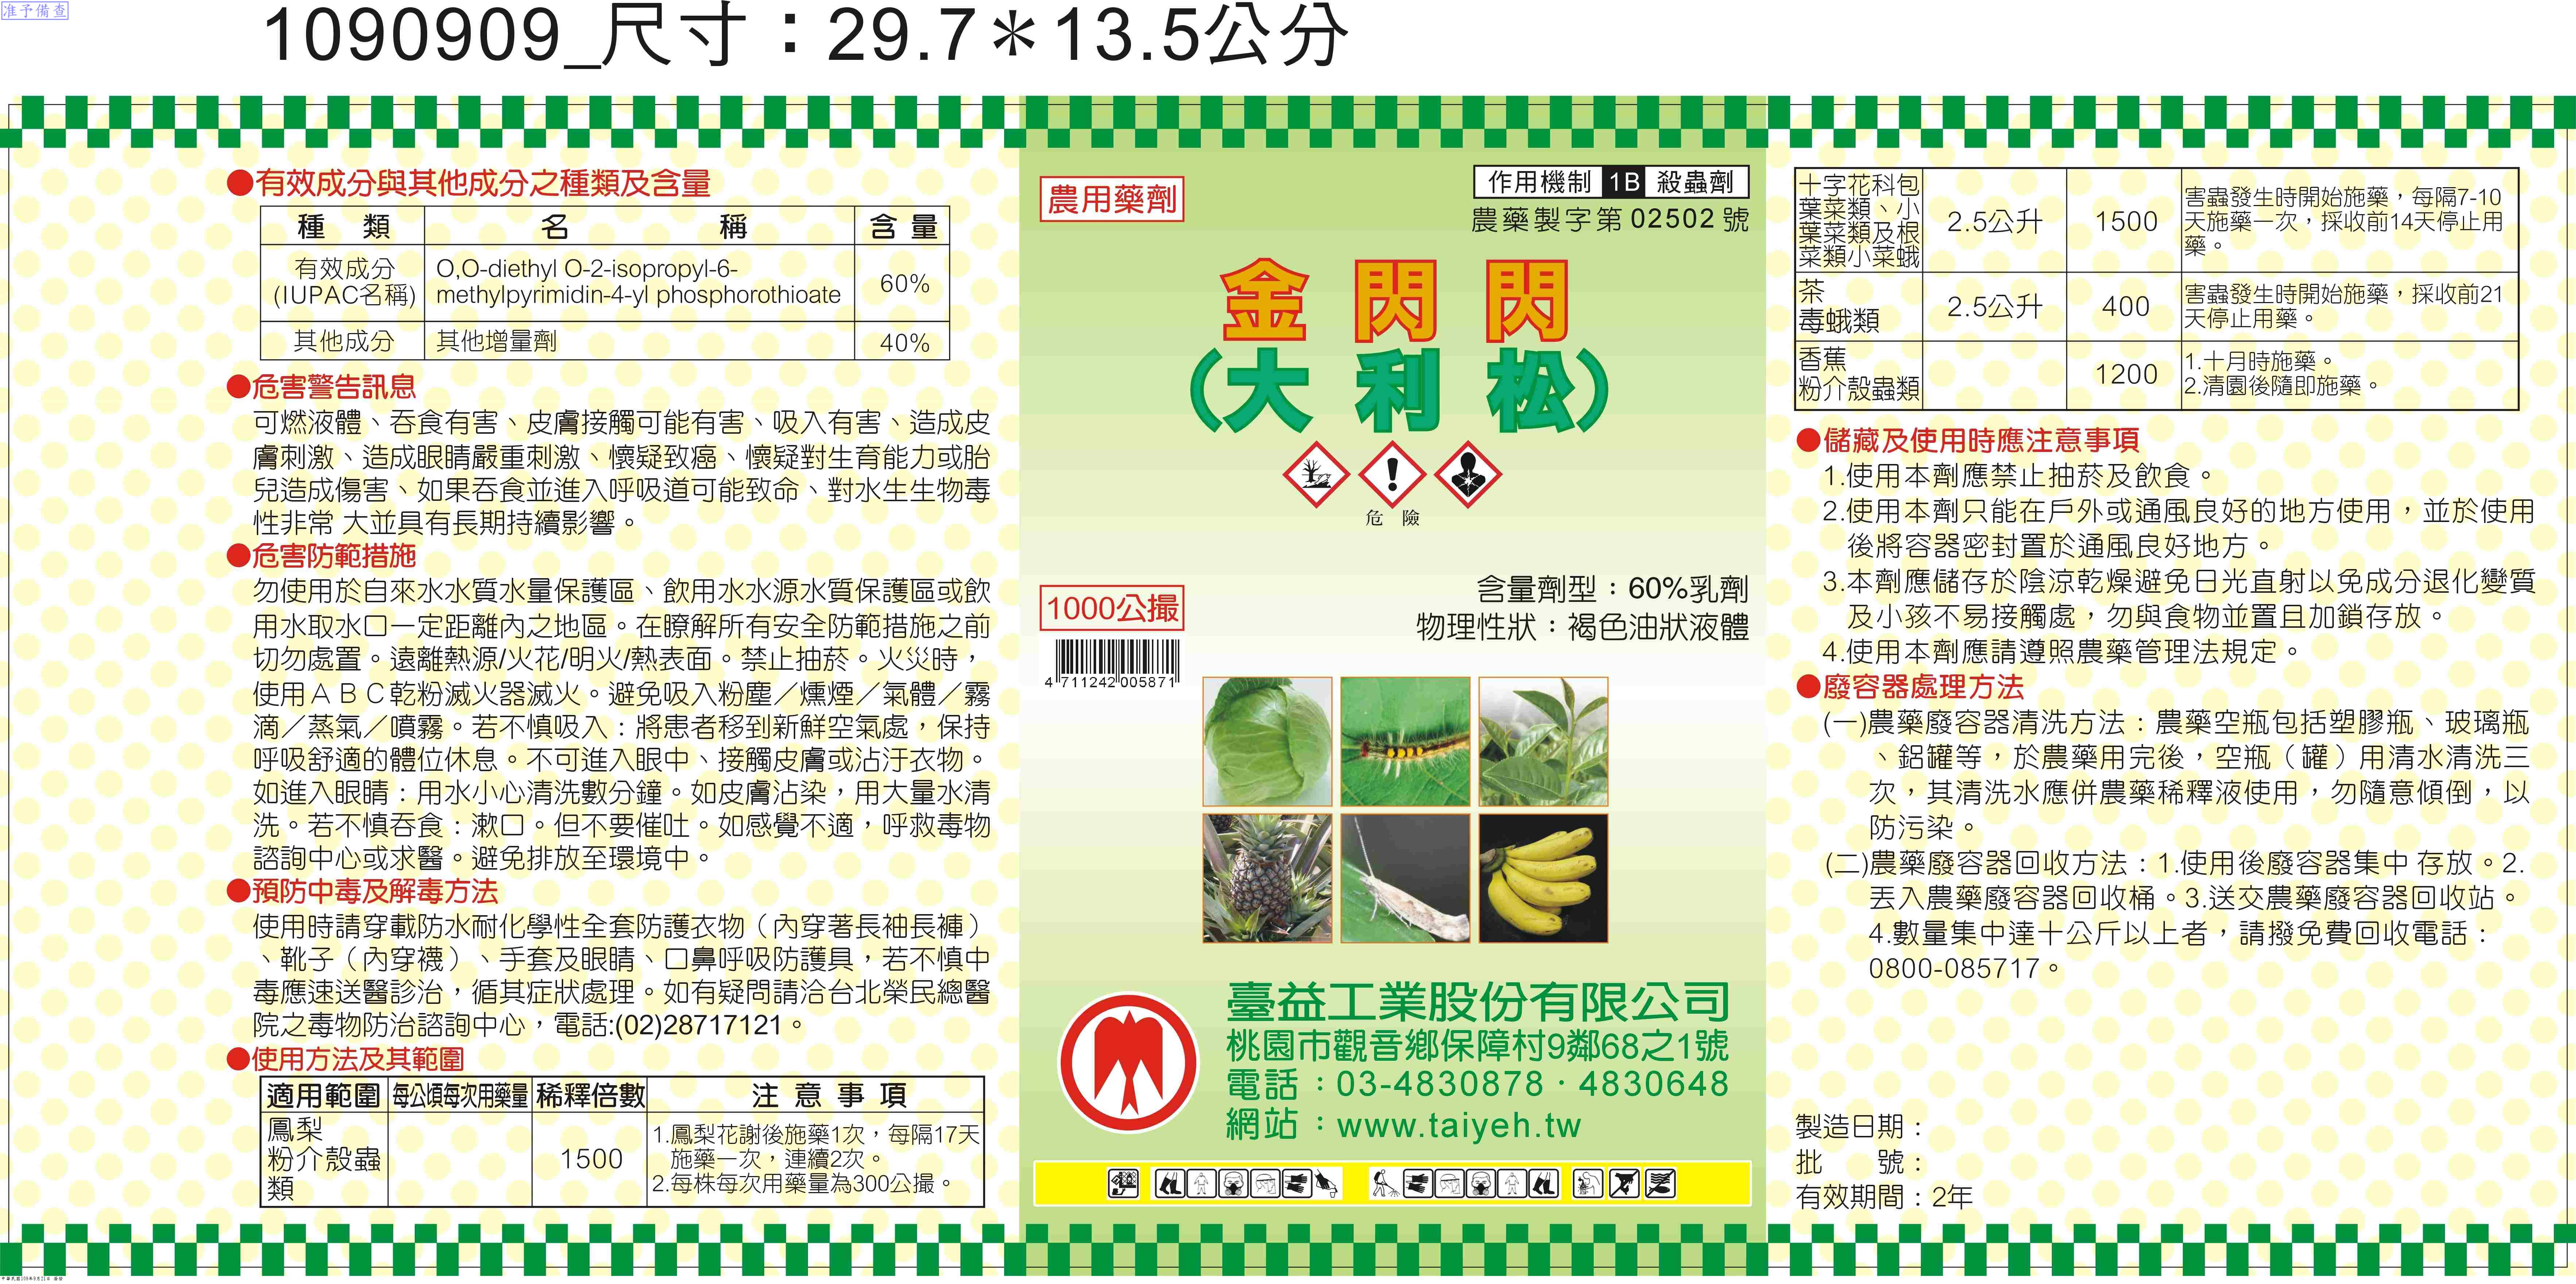 准予備查
1090909_尺寸：29.7＊13.5公分
●有效成分與其他成分之種類及含量
種 類 名 稱 含 量
有效成分
(IUPAC名稱)
O,O-diethyl O-2-isopropyl-6-
methylpyrimidin-4-yl phosphorothioate
60%
其他成分 其他增量劑 40%
●危害警告訊息
可燃液體、吞食有害、皮膚接觸可能有害、吸入有害、造成皮
膚刺激、造成眼睛嚴重刺激、懷疑致癌、懷疑對生育能力或胎
兒造成傷害、如果吞食並進入呼吸道可能致命、對水生生物毒
性非常 大並具有長期持續影響。
●危害防範措施
勿使用於自來水水質水量保護區、飲用水水源水質保護區或飲
用水取水口一定距離內之地區。在瞭解所有安全防範措施之前
切勿處置。遠離熱源/火花/明火/熱表面。禁止抽菸。火災時，
使用ＡＢＣ乾粉滅火器滅火。避免吸入粉塵／燻煙／氣體／霧
滴／蒸氣／噴霧。若不慎吸入：將患者移到新鮮空氣處，保持
呼吸舒適的體位休息。不可進入眼中、接觸皮膚或沾汙衣物。
如進入眼睛：用水小心清洗數分鐘。如皮膚沾染，用大量水清
洗。若不慎吞食：漱口。但不要催吐。如感覺不適，呼救毒物
諮詢中心或求醫。避免排放至環境中。
●預防中毒及解毒方法
使用時請穿載防水耐化學性全套防護衣物（內穿著長袖長褲）
、靴子（內穿襪）、手套及眼睛、口鼻呼吸防護具，若不慎中
毒應速送醫診治，循其症狀處理。如有疑問請洽台北榮民總醫
院之毒物防治諮詢中心，電話:(02)28717121。
●使用方法及其範圍
適用範圍 每公頃每次用藥量 稀釋倍數 注 意 事 項
鳳梨
粉介殼蟲
類
1500
1.鳳梨花謝後施藥1次，每隔17天
施藥一次，連續2次。
2.每株每次用藥量為300公撮。
農用藥劑
作用機制 1B 殺蟲劑
農藥製字第 02502 號
金 閃 閃
（大 利 松）
危 險
1000公撮
4 711242 005871
含量劑型：60%乳劑
物理性狀：褐色油狀液體
臺益工業股份有限公司
桃園市觀音鄉保障村9鄰68之1號
電話：03-4830878．4830648
網站：www.taiyeh.tw
十字花科包
葉菜類、小
葉菜類及根
菜類小菜蛾
2.5公升
1500
害蟲發生時開始施藥，每隔7-10
天施藥一次，採收前14天停止用
藥。
茶
毒蛾類
2.5公升
400
害蟲發生時開始施藥，採收前21
天停止用藥。
香蕉
粉介殼蟲類
1200
1.十月時施藥。
2.清園後隨即施藥。
●儲藏及使用時應注意事項
1.使用本劑應禁止抽菸及飲食。
2.使用本劑只能在戶外或通風良好的地方使用，並於使用
後將容器密封置於通風良好地方。
3.本劑應儲存於陰涼乾燥避免日光直射以免成分退化變質
及小孩不易接觸處，勿與食物並置且加鎖存放。
4.使用本劑應請遵照農藥管理法規定。
●廢容器處理方法
(一)農藥廢容器清洗方法：農藥空瓶包括塑膠瓶、玻璃瓶
、鋁罐等，於農藥用完後，空瓶（罐）用清水清洗三
次，其清洗水應併農藥稀釋液使用，勿隨意傾倒，以
防污染。
(二)農藥廢容器回收方法：1.使用後廢容器集中 存放。2.
丟入農藥廢容器回收桶。3.送交農藥廢容器回收站。
4.數量集中達十公斤以上者，請撥免費回收電話：
0800-085717。
製造日期：
批 號：
有效期間：2年